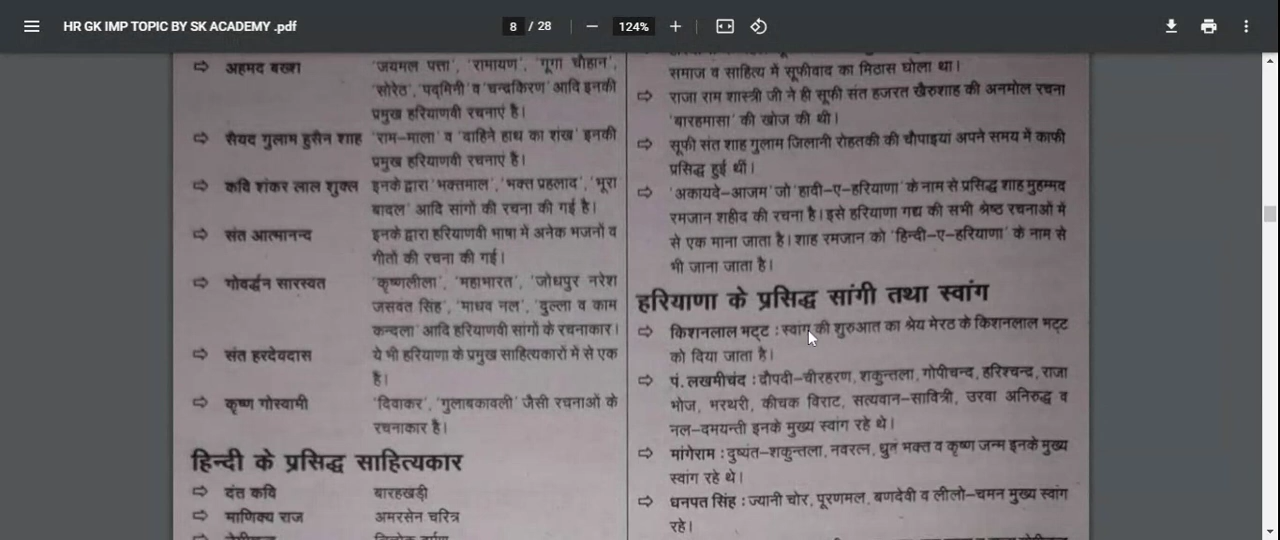 HR GK IMP TOPIC BY SK ACADEMY .pdf
8 / 28
124%
अहमद बख्श 'जयमल पत्ता', 'रामायण', 'गूगा चौहान',
'सोरठ', 'पद्मिनी' व 'चन्द्रकिरण' आदि इनकी
प्रमुख हरियाणवी रचनाएं है।
सैयद गुलाम हुसैन शाह 'राम-माला' व 'दाहिने हाथ का शंख' इनकी
प्रमुख हरियाणवी रचनाएं है।
कवि शंकर लाल शुक्ल इनके द्वारा 'भक्तमाल', 'भक्त प्रहलाद', 'भूरा
बादल' आदि सांगों की रचना की गई है।
संत आत्मानन्द इनके द्वारा हरियाणवी भाषा में अनेक भजनों व
गीतों की रचना की गई।
गोवर्द्धन सारस्वत 'कृष्णलीला', 'महाभारत', 'जोधपुर नरेश
जसवंत सिंह', 'माधव नल', 'दुल्ला व काम
कन्दला' आदि हरियाणवी सांगों के रचनाकार।
संत हरदेवदास ये भी हरियाणा के प्रमुख साहित्यकारों में से एक
है।
कृष्ण गोस्वामी 'दिवाकर', 'गुलाबकावली' जैसी रचनाओं के
रचनाकार है।
हिन्दी के प्रसिद्ध साहित्यकार
दंत कवि बारहखड़ी
माणिक्य राज अमरसेन चरित्र
समाज व साहित्य में सूफीवाद का मिठास घोला था।
राजा राम शास्त्री जी ने ही सूफी संत हजरत खैरुशाह की अनमोल रचना
'बारहमासा' की खोज की थी।
सूफी संत शाह गुलाम जिलानी रोहतकी की चौपाइयां अपने समय में काफी
प्रसिद्ध हुई थीं।
'अकायदे-आजम' जो 'हादी-ए-हरियाणा' के नाम से प्रसिद्ध शाह मुहम्मद
रमजान शहीद की रचना है। इसे हरियाणा गद्य की सभी श्रेष्ठ रचनाओं में
से एक माना जाता है। शाह रमजान को 'हिन्दी-ए-हरियाणा' के नाम से
भी जाना जाता है।
हरियाणा के प्रसिद्ध सांगी तथा स्वांग
किशनलाल भट्ट : स्वांग की शुरुआत का श्रेय मेरठ के किशनलाल भट्ट
को दिया जाता है।
पं. लखमीचंद : द्रौपदी-चीरहरण, शकुन्तला, गोपीचन्द, हरिश्चन्द्र, राजा
भोज, भरथरी, कीचक विराट, सत्यवान-सावित्री, उरवा अनिरुद्ध व
नल-दमयन्ती इनके मुख्य स्वांग रहे थे।
मांगेराम : दुष्यंत-शकुन्तला, नवरत्न, ध्रुत भक्त व कृष्ण जन्म इनके मुख्य
स्वांग रहे थे।
धनपत सिंह : ज्यानी चोर, पूरणमल, बणदेवी व लीलो-चमन मुख्य स्वांग
रहे।